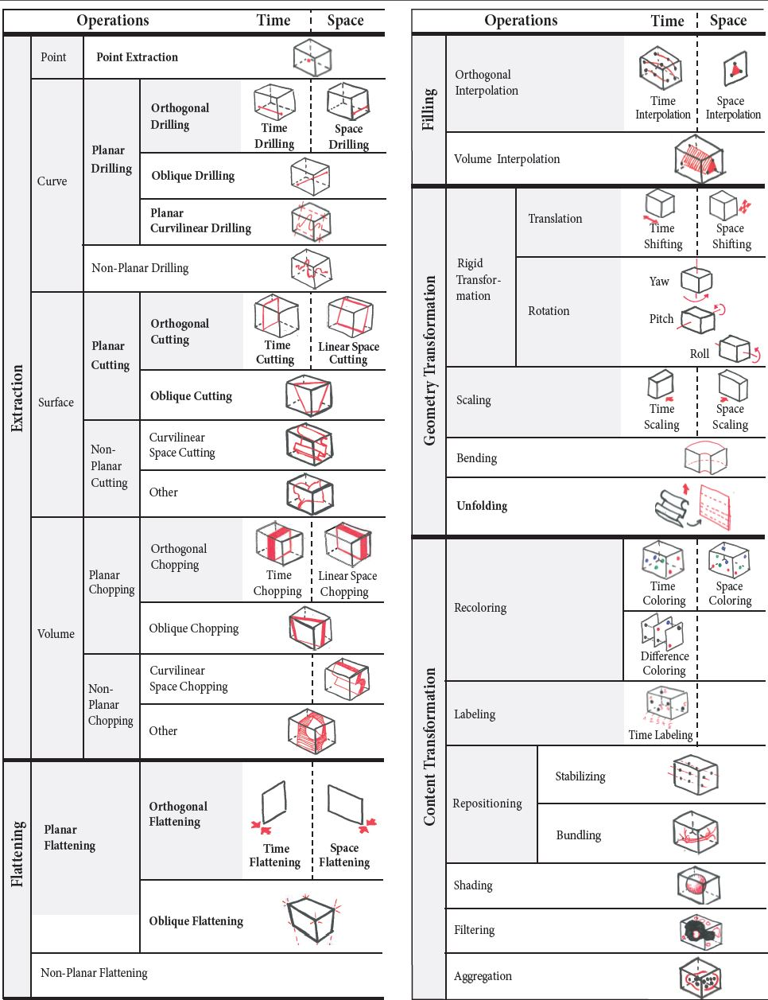 Operations
Time
Space
Extraction
Point
Point Extraction
Curve
Planar
Drilling
Orthogonal
Drilling
Time
Drilling
Space
Drilling
Oblique Drilling
Planar
Curvilinear Drilling
Non-Planar Drilling
Surface
Planar
Cutting
Orthogonal
Cutting
Time
Cutting
Linear Space
Cutting
Oblique Cutting
Non-
Planar
Cutting
Curvilinear
Space Cutting
Other
Volume
Planar
Chopping
Orthogonal
Chopping
Time
Chopping
Linear Space
Chopping
Oblique Chopping
Non-
Planar
Chopping
Curvilinear
Space Chopping
Other
Flattening
Planar
Flattening
Orthogonal
Flattening
Time
Flattening
Space
Flattening
Oblique Flattening
Non-Planar Flattening
Operations
Time
Space
Filling
Orthogonal
Interpolation
Time
Interpolation
Space
Interpolation
Volume Interpolation
Geometry Transformation
Rigid
Transfor-
mation
Translation
Time
Shifting
Space
Shifting
Rotation
Yaw
Pitch
Roll
Scaling
Time
Scaling
Space
Scaling
Bending
Unfolding
Content Transformation
Recoloring
Time
Coloring
Space
Coloring
Difference
Coloring
Labeling
Time Labeling
Repositioning
Stabilizing
Bundling
Shading
Filtering
Aggregation